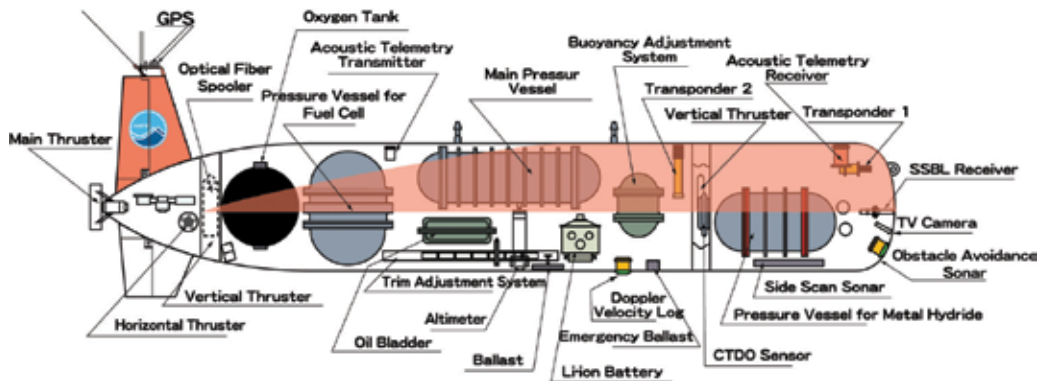 GPS
Oxygen Tank
Optical Fiber
Spooler
Acoustic Telemetry
Transmitter
Pressure Vessel for
Fuel Cell
Main Pressur
Vessel
Buoyancy Adjustment
System
Transponder 2
Vertical Thruster
Acoustic Telemetry
Receiver
Transponder 1
Main Thruster
SSBL Receiver
TV Camera
Obstacle Avoidance
Sonar
Side Scan Sonar
Pressure Vessel for Metal Hydride
CTDO Sensor
Doppler
Velocity Log
Emergency Ballast
Li-ion Battery
Ballast
Altimeter
Trim Adjustment System
Oil Bladder
Vertical Thruster
Horizontal Thruster